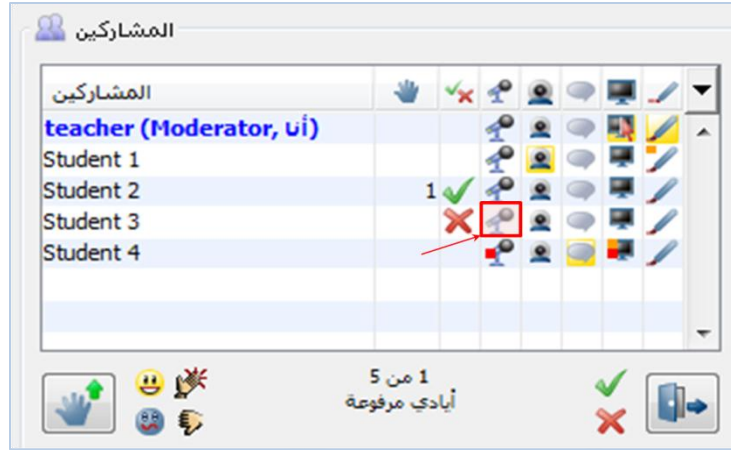 المشاركين
المشاركين
teacher (Moderator, أنا)
Student 1
Student 2 1
Student 3
Student 4
1 من 5
أيادي مرفوعة